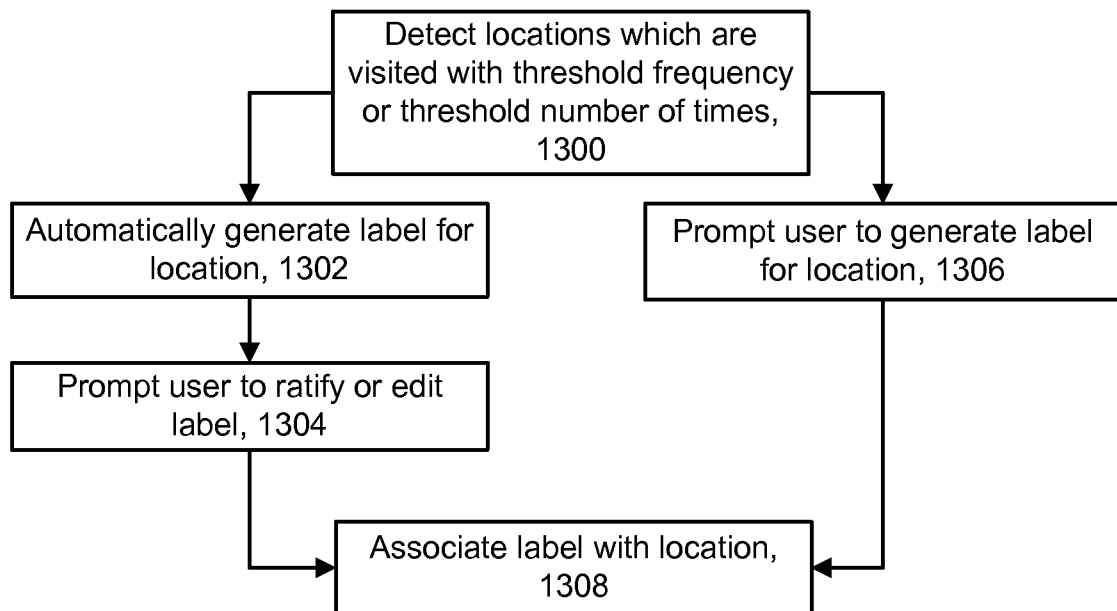 Detect locations which are
visited with threshold frequency
or threshold number of times,
1300
Automatically generate label for
location, 1302
Prompt user to generate label
for location, 1306
Prompt user to ratify or edit
label, 1304
Associate label with location,
1308